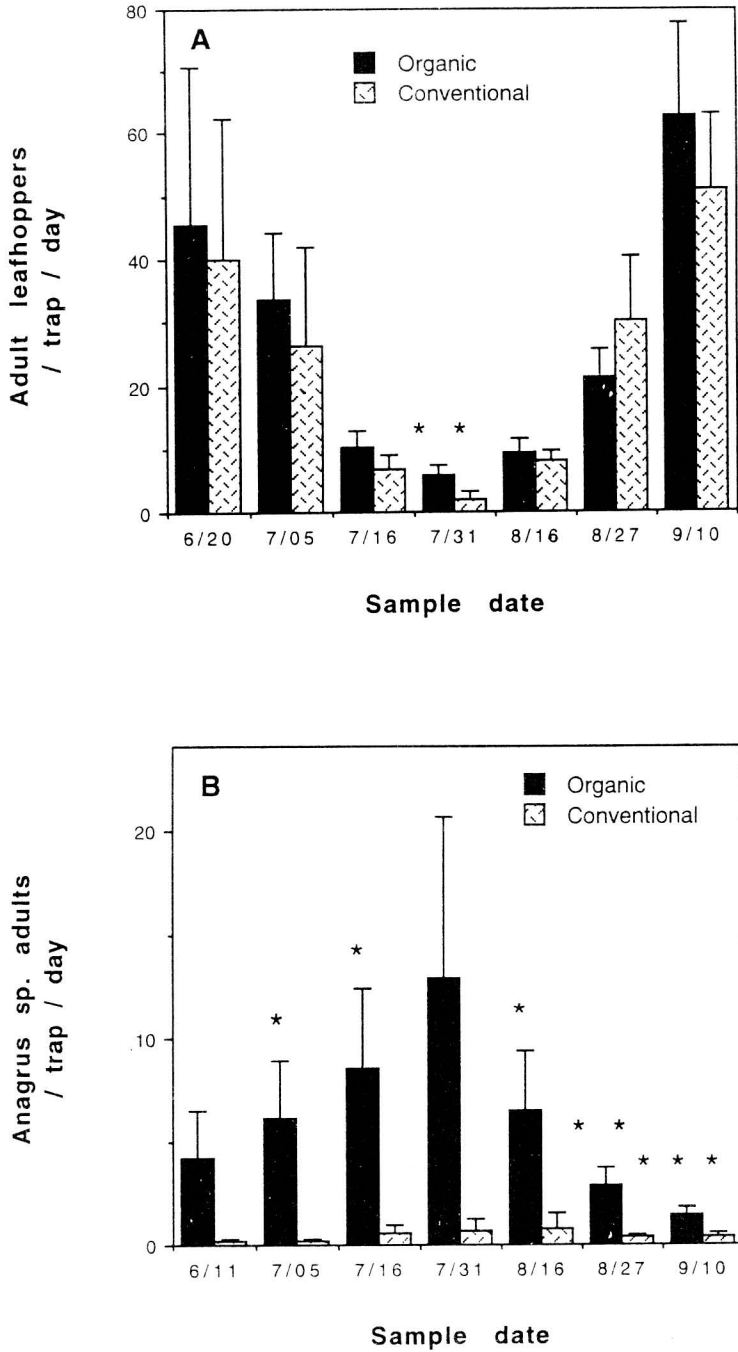 80
A
Organic
Conventional
60
40
20
0
Adult leafhoppers
/ trap / day
* *
6/20 7/05 7/16 7/31 8/16 8/27 9/10
Sample date
B
Organic
Conventional
20
10
0
Anagrus sp. adults
/ trap / day
*
*
*
* *
* * *
6/11 7/05 7/16 7/31 8/16 8/27 9/10
Sample date